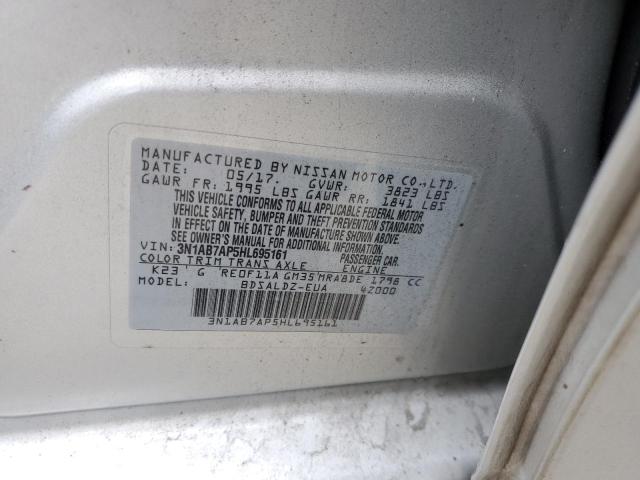 MANUFACTURED BY NISSAN MOTOR CO., LTD.
DATE: 05/17 GVWR: 3823 LBS
GAWR FR: 1995 LBS GAWR RR: 1841 LBS
THIS VEHICLE CONFORMS TO ALL APPLICABLE FEDERAL MOTOR
VEHICLE SAFETY, BUMPER AND THEFT PREVENTION STANDARDS
IN EFFECT ON THE DATE OF MANUFACTURE SHOWN ABOVE.
SEE OWNER'S MANUAL
VIN: 3N1AB7AP5HL695161 PASSENGER CAR
COLOR TRIM TRANS AXLE ENGINE
K23 G RE0F11A GM35 MRA8DE 1798 CC
MODEL: BDSALDZ-EUA 42000
3N1AB7AP5HL695161